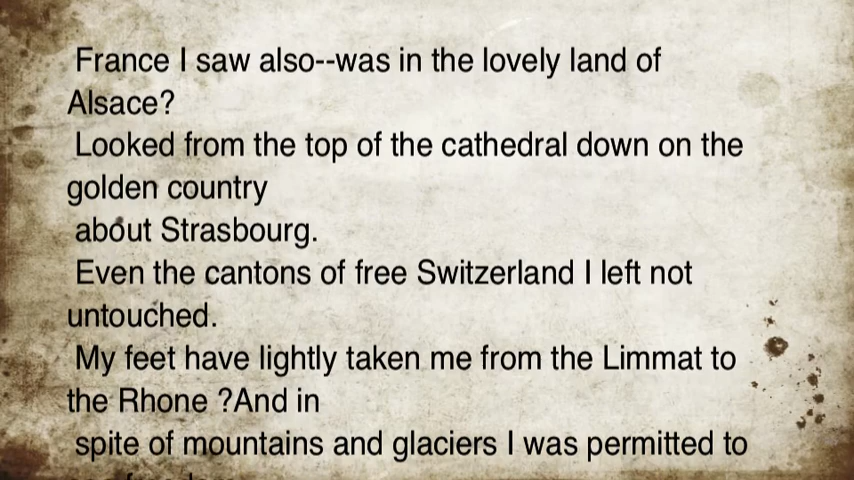 France I saw also--was in the lovely land of
Alsace?
Looked from the top of the cathedral down on the
golden country
about Strasbourg.
Even the cantons of free Switzerland I left not
untouched.
My feet have lightly taken me from the Limmat to
the Rhone ?And in
spite of mountains and glaciers I was permitted to